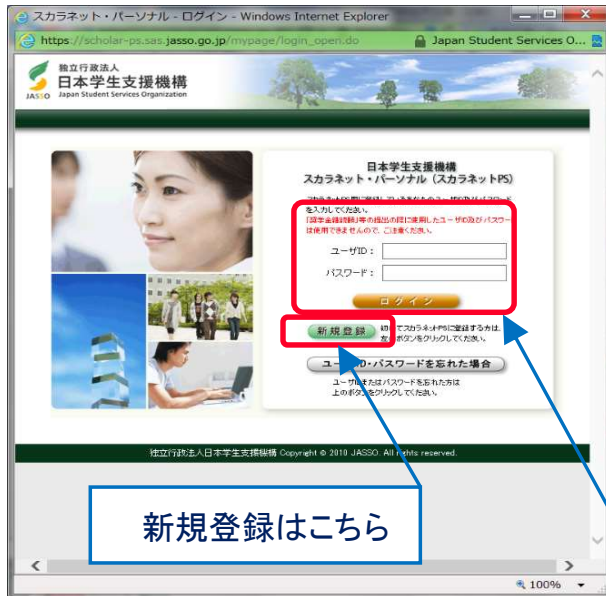 スカラネット・パーソナル - ログイン - Windows Internet Explorer
https://scholar-ps.sas.jasso.go.jp/mypage/login_open.do
Japan Student Services O...
独立行政法人
日本学生支援機構
JASSO Japan Student Services Organization
日本学生支援機構
スカラネット・パーソナル（スカラネットPS）
を入力してください。
「奨学金継続願」等の提出の際に使用したユーザID及びパスワード
は使用できませんので、ご注意ください。
ユーザID：
パスワード：
ログイン
新規登録
初めてスカラネットPSに登録する方は、
左のボタンをクリックしてください。
ユーザID・パスワードを忘れた場合
ユーザIDまたはパスワードを忘れた方は
上のボタンをクリックしてください。
独立行政法人日本学生支援機構 Copyright © 2010 JASSO. All rights reserved.
新規登録はこちら
100%